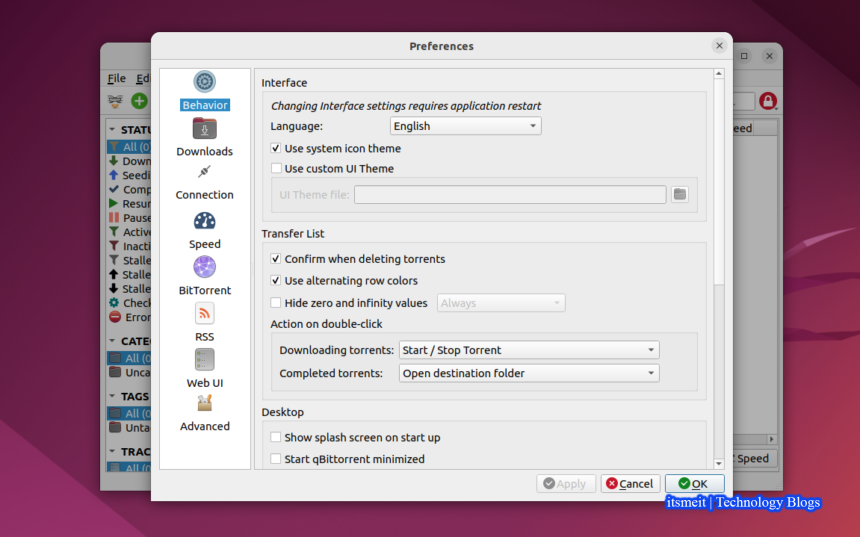 Preferences
File
Behavior
Downloads
Connection
Speed
BitTorrent
RSS
Web UI
Advanced
Interface
Changing Interface settings requires application restart
Language: English
Use system icon theme
Use custom UI Theme
UI Theme file:
Transfer List
Confirm when deleting torrents
Use alternating row colors
Hide zero and infinity values Always
Action on double-click
Downloading torrents: Start / Stop Torrent
Completed torrents: Open destination folder
Desktop
Show splash screen on start up
Start qBittorrent minimized
Apply Cancel OK
STATU
All (0
Down
Seedi
Comp
Resur
Pause
Active
Inacti
Stalle
Stalle
Stalle
Check
Error
CATE
All (0
Unca
TAGS
All (0
Unta
TRAC
All (0
eed
Speed
itsmeit | Technology Blogs